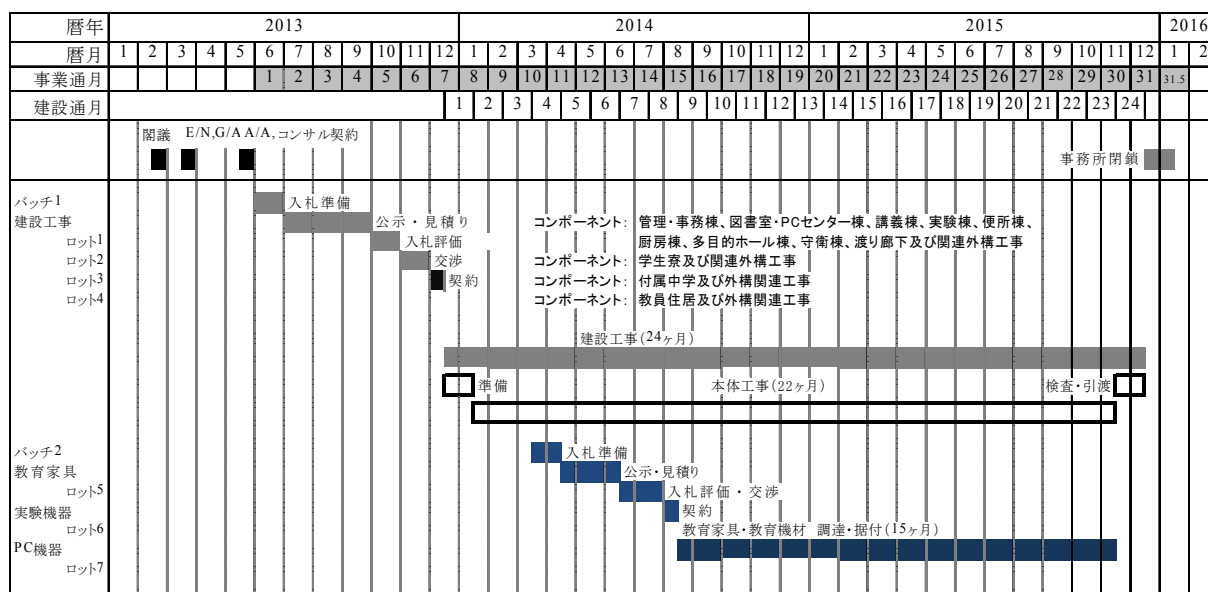 暦年 2013 2014 2015 2016
暦月 1 2 3 4 5 6 7 8 9 10 11 12 1 2 3 4 5 6 7 8 9 10 11 12 1 2 3 4 5 6 7 8 9 10 11 12 1 2
事業通月 1 2 3 4 5 6 7 8 9 10 11 12 13 14 15 16 17 18 19 20 21 22 23 24 25 26 27 28 29 30 31 31.5
建設通月 1 2 3 4 5 6 7 8 9 10 11 12 13 14 15 16 17 18 19 20 21 22 23 24
閣議 E/N,G/A A/A,コンサル契約
事務所閉鎖
バッチ1 入札準備
建設工事 公示・見積り コンポーネント: 管理・事務棟、図書室・PCセンター棟、講義棟、実験棟、便所棟、
ロット1 入札評価 厨房棟、多目的ホール棟、守衛棟、渡り廊下及び関連外構工事
ロット2 交渉 コンポーネント: 学生寮及び関連外構工事
ロット3 契約 コンポーネント: 付属中学及び外構関連工事
ロット4 コンポーネント: 教員住居及び外構関連工事
建設工事(24ヶ月)
準備 本体工事(22ヶ月) 検査・引渡
バッチ2 入札準備
教育家具 公示・見積り
ロット5 入札評価・交渉
実験機器 契約
ロット6 教育家具・教育機材 調達・据付(15ヶ月)
PC機器
ロット7